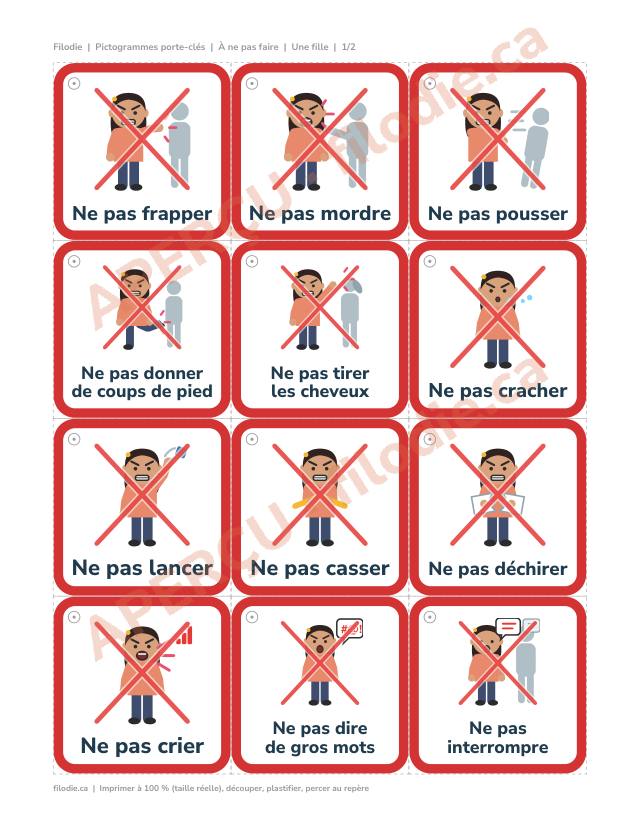 Filodie | Pictogrammes porte-clés | À ne pas faire | Une fille | 1/2
Ne pas frapper
Ne pas mordre
Ne pas pousser
Ne pas donner
de coups de pied
Ne pas tirer
les cheveux
Ne pas cracher
Ne pas lancer
Ne pas casser
Ne pas déchirer
#@!
Ne pas crier
Ne pas dire
de gros mots
Ne pas
interrompre
APERÇU · filodie.ca
APERÇU · filodie.ca
filodie.ca | Imprimer à 100 % (taille réelle), découper, plastifier, percer au repère